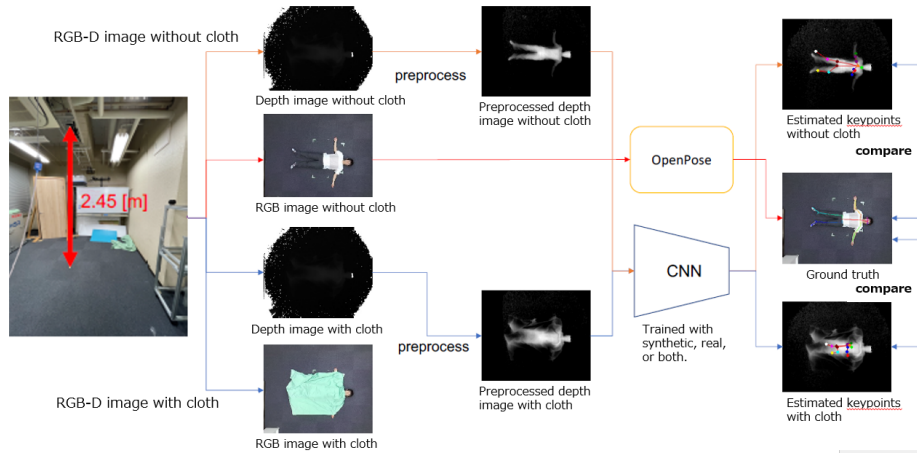 RGB-D image without cloth
preprocess
Depth image without cloth
Preprocessed depth
image without cloth
Estimated keypoints
without cloth
compare
OpenPose
2.45 [m]
RGB image without cloth
CNN
Ground truth
compare
Depth image with cloth
preprocess
Trained with
synthetic, real,
or both.
Preprocessed depth
image with cloth
Estimated keypoints
with cloth
RGB-D image with cloth
RGB image with cloth